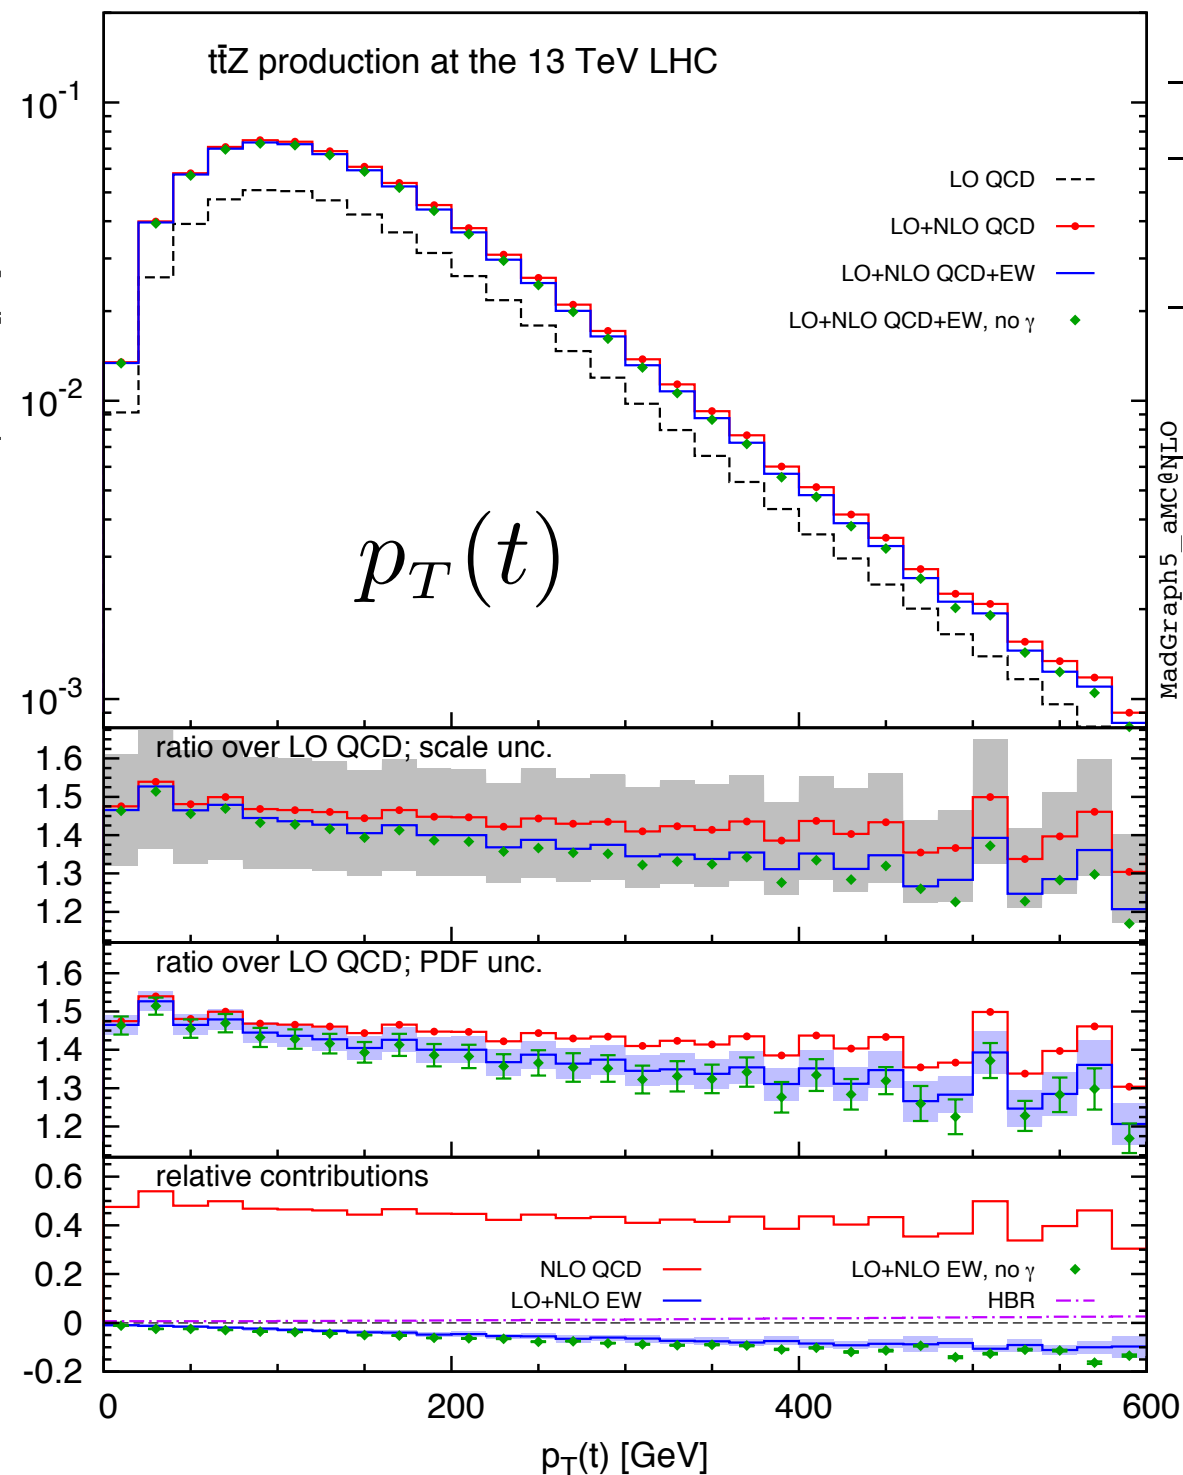 tt̄Z production at the 13 TeV LHC
10^-1
10^-2
10^-3
LO QCD
LO+NLO QCD
LO+NLO QCD+EW
LO+NLO QCD+EW, no γ
p_T(t)
MadGraph5_aMC@NLO
ratio over LO QCD; scale unc.
1.6
1.5
1.4
1.3
1.2
ratio over LO QCD; PDF unc.
1.6
1.5
1.4
1.3
1.2
relative contributions
0.6
0.4
0.2
0
-0.2
NLO QCD
LO+NLO EW
LO+NLO EW, no γ
HBR
0 200 400 600
p_T(t) [GeV]